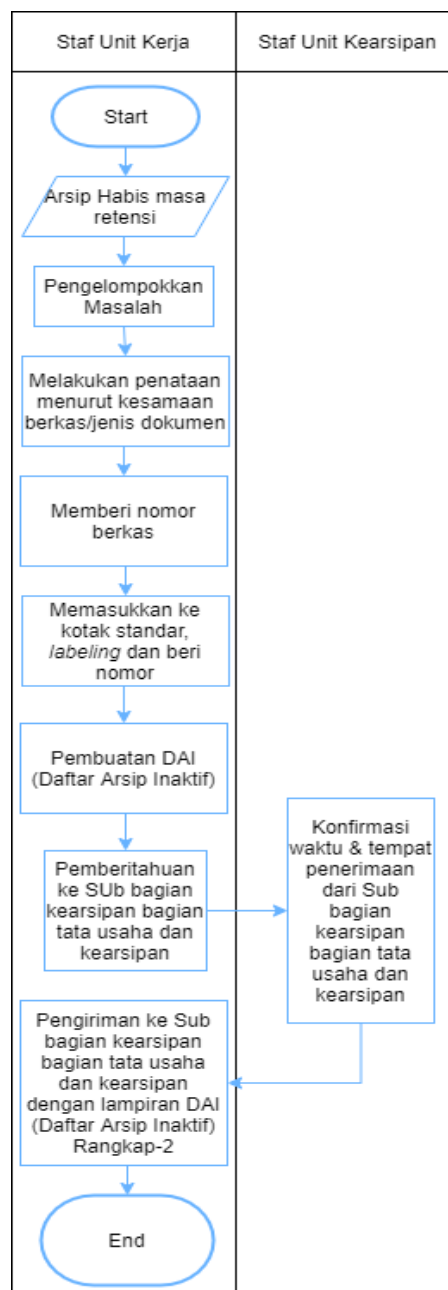 Staf Unit Kerja
Staf Unit Kearsipan
Start
Arsip Habis masa
retensi
Pengelompokkan
Masalah
Melakukan penataan
menurut kesamaan
berkas/jenis dokumen
Memberi nomor
berkas
Memasukkan ke
kotak standar,
labeling dan beri
nomor
Pembuatan DAI
(Daftar Arsip Inaktif)
Pemberitahuan
ke SUb bagian
kearsipan bagian
tata usaha dan
kearsipan
Konfirmasi
waktu & tempat
penerimaan
dari Sub
bagian
kearsipan
bagian tata
usaha dan
kearsipan
Pengiriman ke Sub
bagian kearsipan
bagian tata usaha
dan kearsipan
dengan lampiran DAI
(Daftar Arsip Inaktif)
Rangkap-2
End